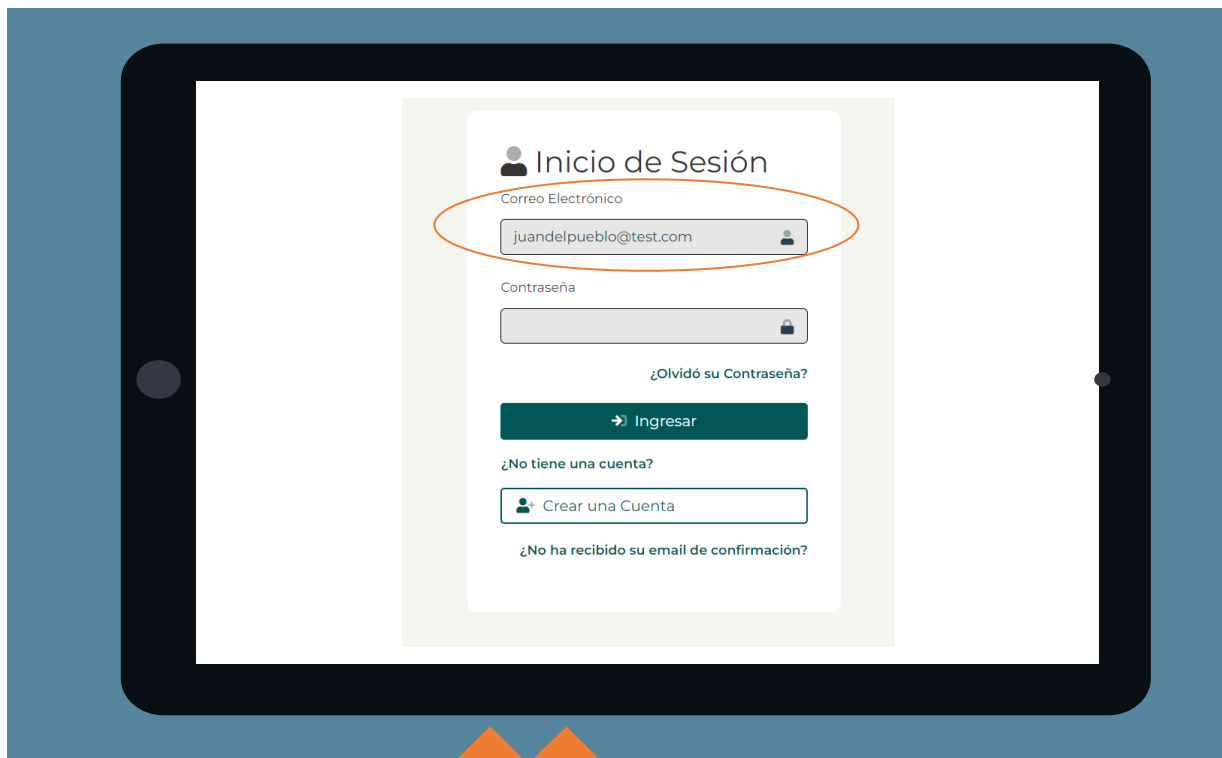 Inicio de Sesión
Correo Electrónico
juandelpueblo@test.com
Contraseña
¿Olvidó su Contraseña?
Ingresar
¿No tiene una cuenta?
Crear una Cuenta
¿No ha recibido su email de confirmación?